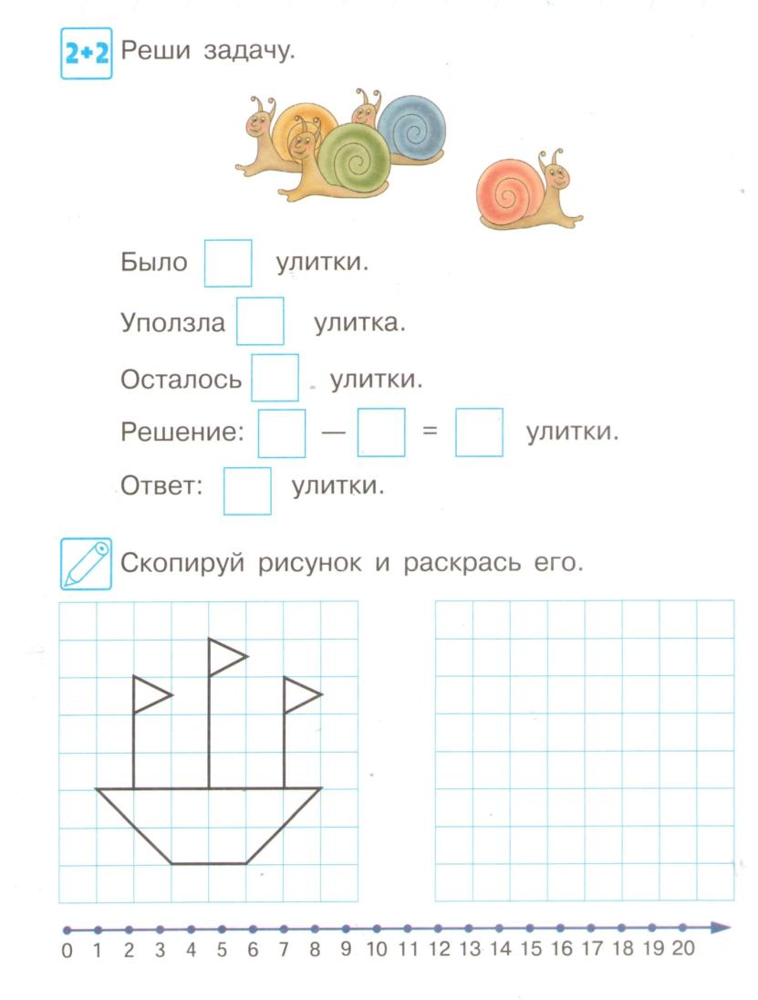 2+2 Реши задачу.
Было улитки.
Уползла улитка.
Осталось улитки.
Решение: — = улитки.
Ответ: улитки.
Скопируй рисунок и раскрась его.
0 1 2 3 4 5 6 7 8 9 10 11 12 13 14 15 16 17 18 19 20